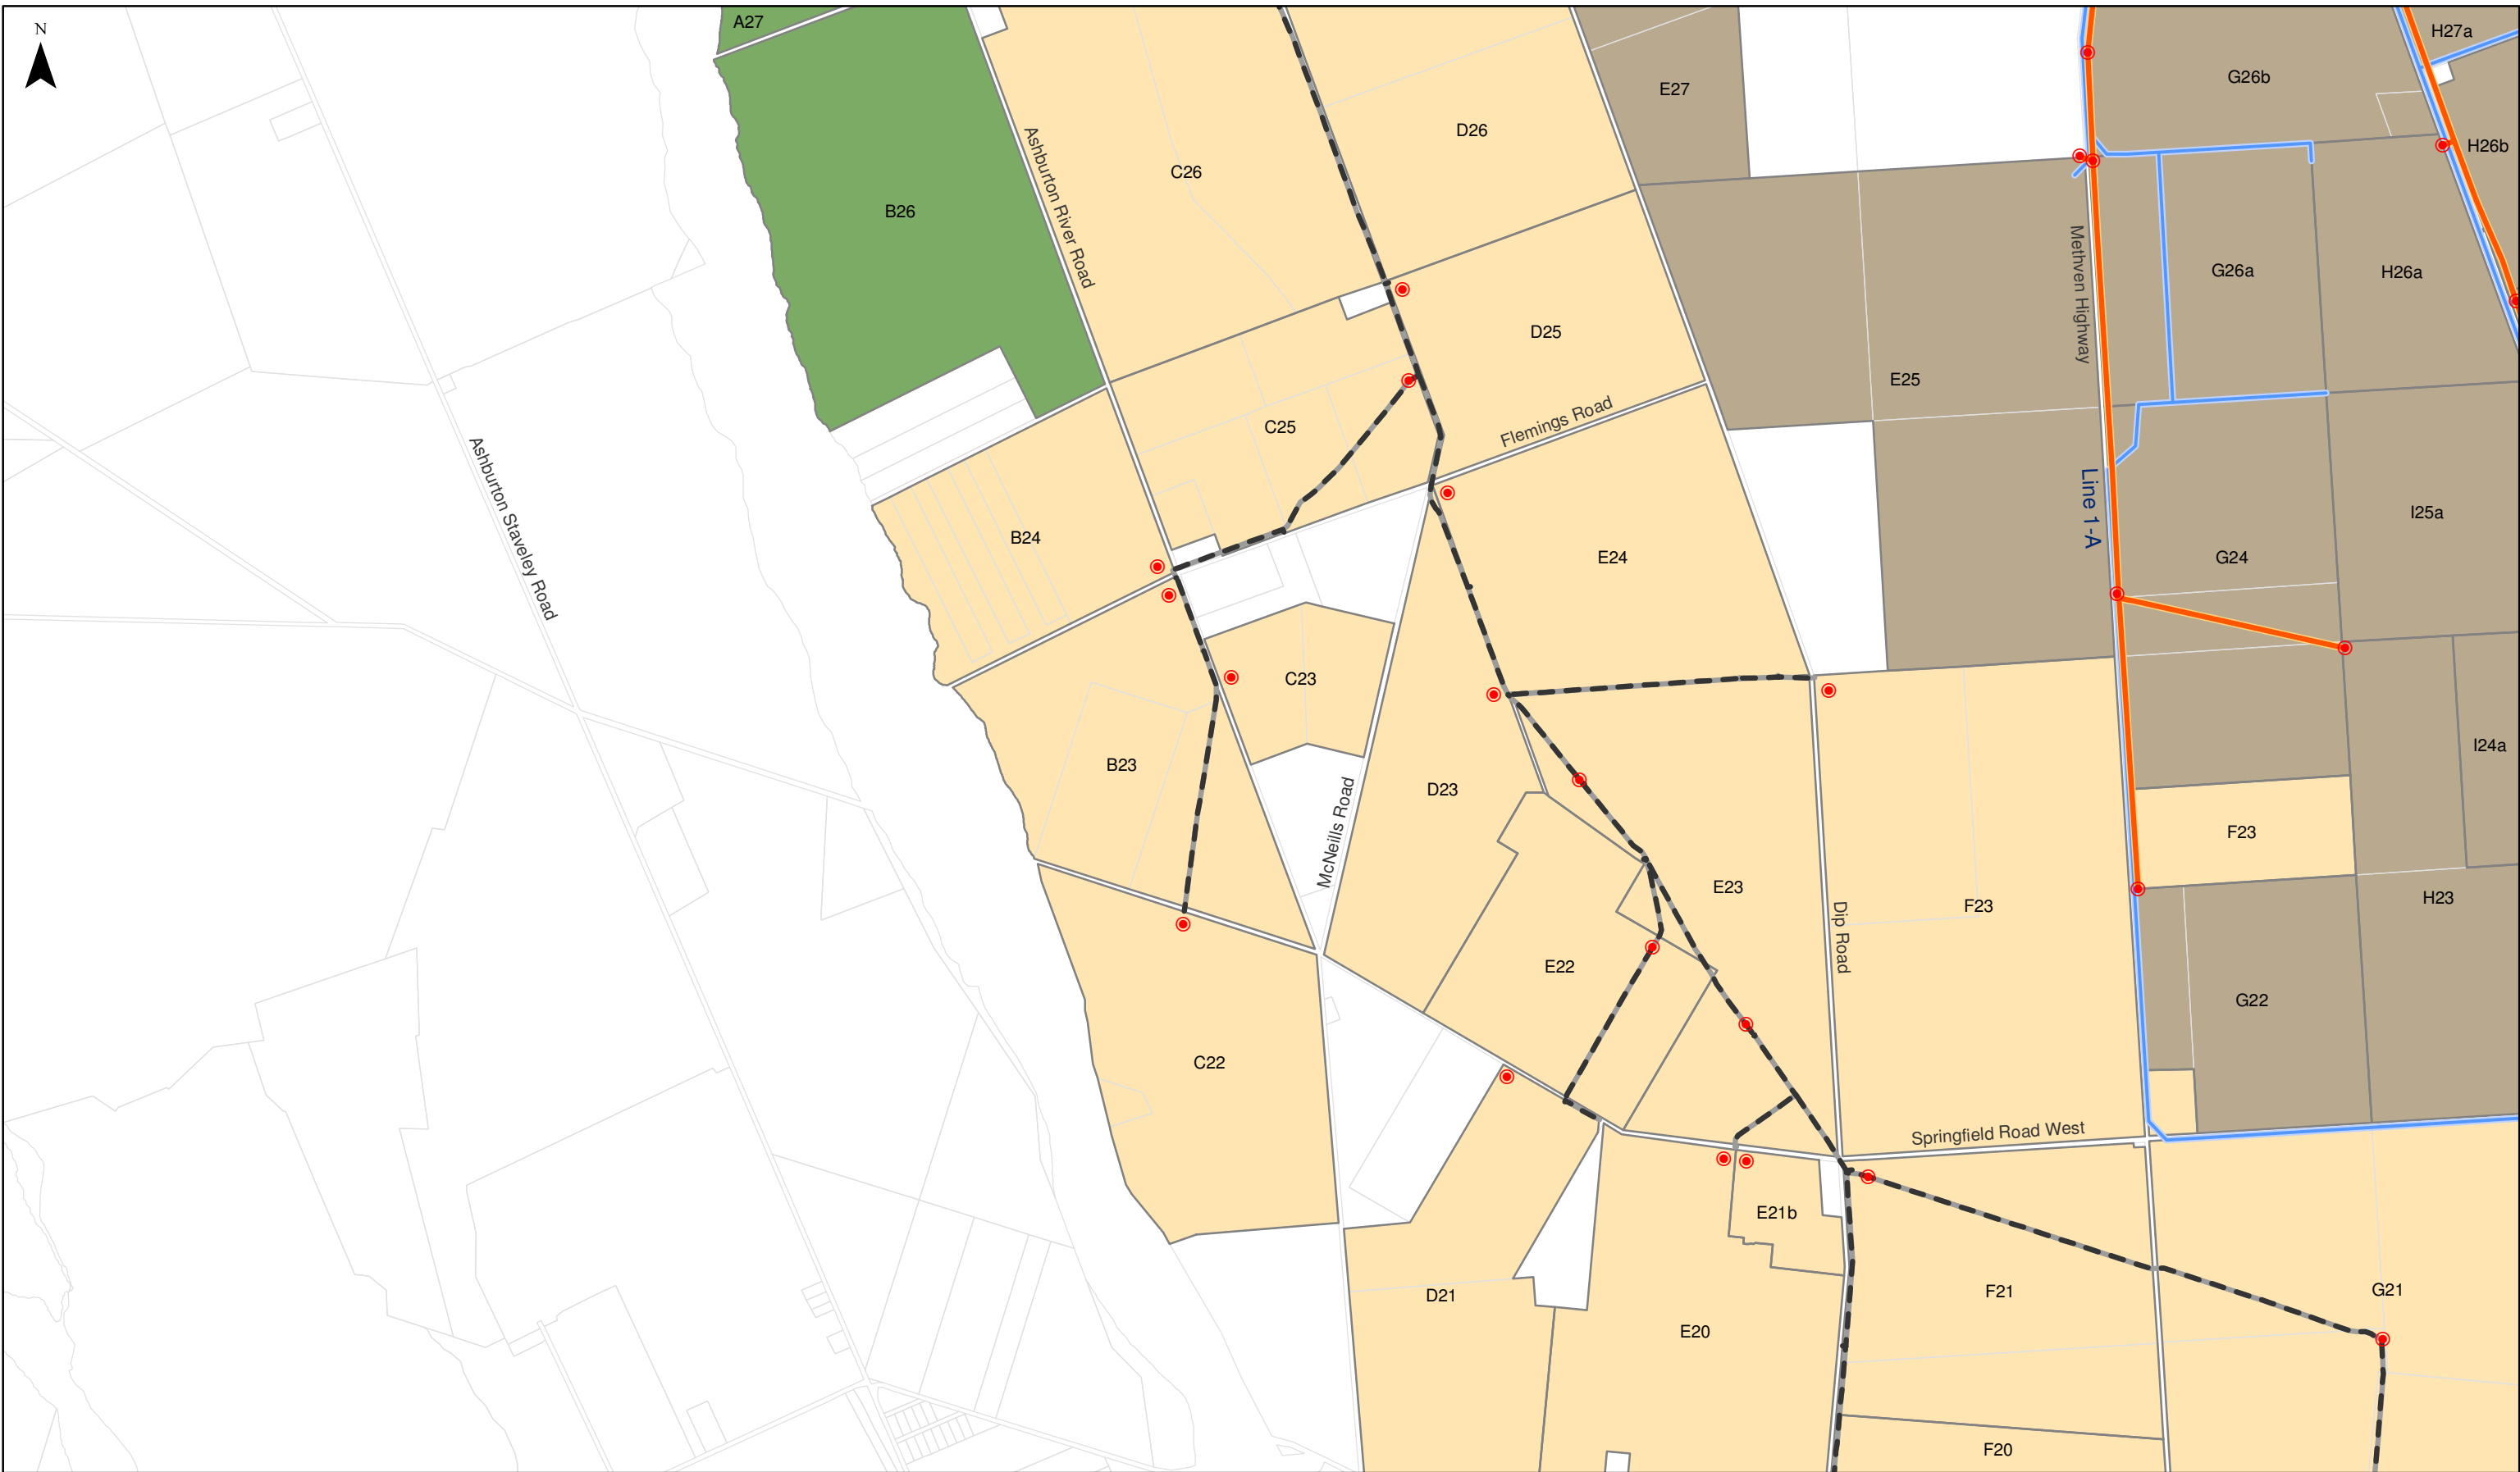 N
A27
H27a
G26b
E27
D26
H26b
C26
B26
Ashburton River Road
Methven Highway
G26a
H26a
D25
E25
Flemings Road
C25
Line 1-A
I25a
Ashburton Staveley Road
B24
E24
G24
C23
I24a
B23
D23
McNeills Road
F23
E23
H23
F23
Dip Road
E22
G22
C22
Springfield Road West
E21b
G21
F21
D21
E20
F20